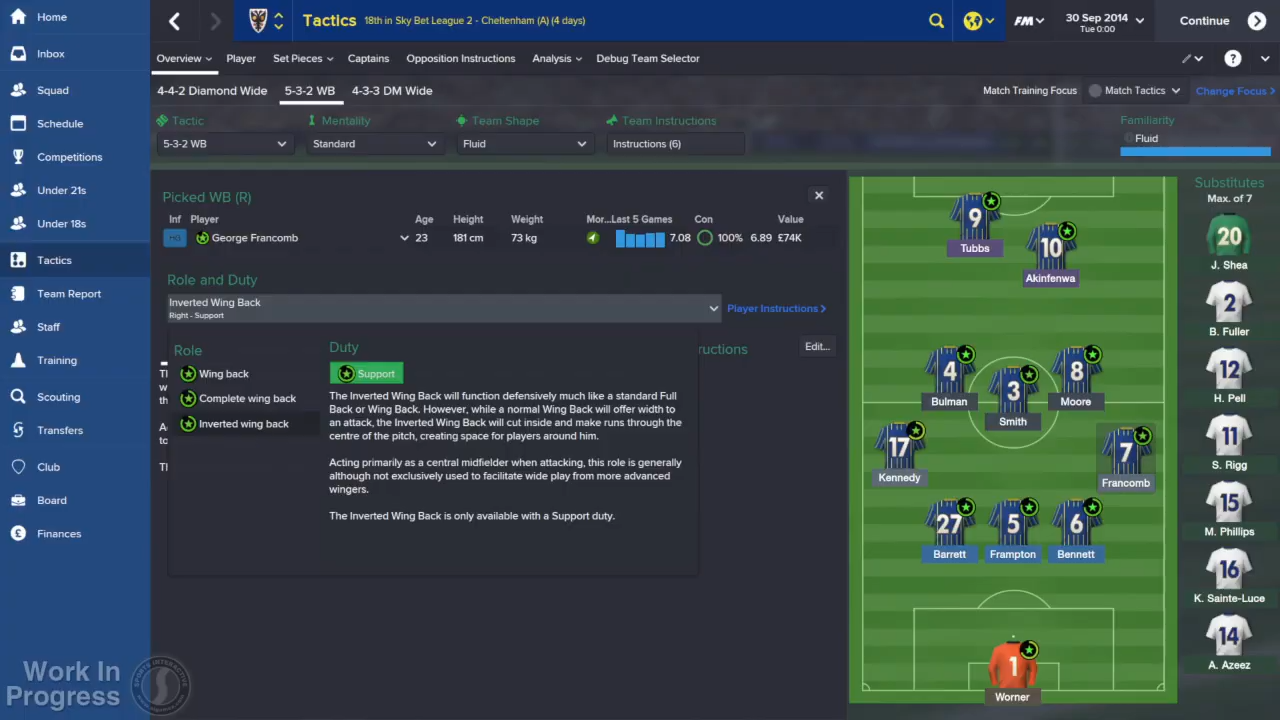 Home
Inbox
Squad
Schedule
Competitions
Under 21s
Under 18s
Tactics
Team Report
Staff
Training
Scouting
Transfers
Club
Board
Finances
Work In
Progress
SPORTS INTERACTIVE
Tactics 18th in Sky Bet League 2 - Cheltenham (A) (4 days)
FM
30 Sep 2014
Tue 0:00
Continue
Overview Player Set Pieces Captains Opposition Instructions Analysis Debug Team Selector
?
4-4-2 Diamond Wide 5-3-2 WB 4-3-3 DM Wide
Match Training Focus Match Tactics Change Focus >
Tactic Mentality Team Shape Team Instructions Familiarity
5-3-2 WB Standard Fluid Instructions (6) Fluid
Picked WB (R)
Inf Player Age Height Weight Mor... Last 5 Games Con Value
HG George Francomb 23 181 cm 73 kg 7.08 100% 6.89 £74K
Role and Duty
Inverted Wing Back
Right - Support
Player Instructions >
Role
Wing back
Complete wing back
Inverted wing back
Duty
Support
ructions
Edit...
The Inverted Wing Back will function defensively much like a standard Full
Back or Wing Back. However, while a normal Wing Back will offer width to
an attack, the Inverted Wing Back will cut inside and make runs through the
centre of the pitch, creating space for players around him.
Acting primarily as a central midfielder when attacking, this role is generally
although not exclusively used to facilitate wide play from more advanced
wingers.
The Inverted Wing Back is only available with a Support duty.
9
Tubbs
10
Akinfenwa
4
Bulman
3
Smith
8
Moore
17
Kennedy
7
Francomb
27
Barrett
5
Frampton
6
Bennett
1
Worner
Substitutes
Max. of 7
20
J. Shea
2
B. Fuller
12
H. Pell
11
S. Rigg
15
M. Phillips
16
K. Sainte-Luce
14
A. Azeez